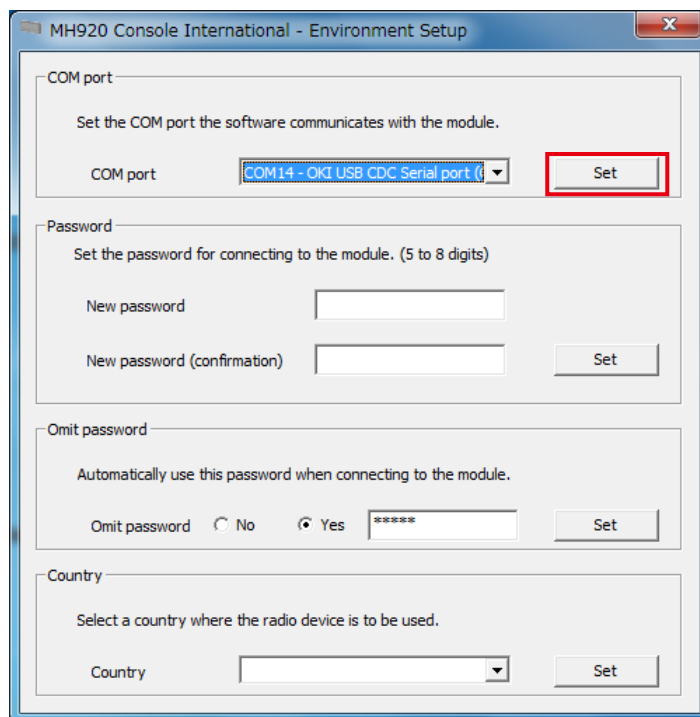 MH920 Console International - Environment Setup
COM port
Set the COM port the software communicates with the module.
COM port COM14 - OKI USB CDC Serial port ( Set
Password
Set the password for connecting to the module. (5 to 8 digits)
New password
New password (confirmation) Set
Omit password
Automatically use this password when connecting to the module.
Omit password No Yes ***** Set
Country
Select a country where the radio device is to be used.
Country Set